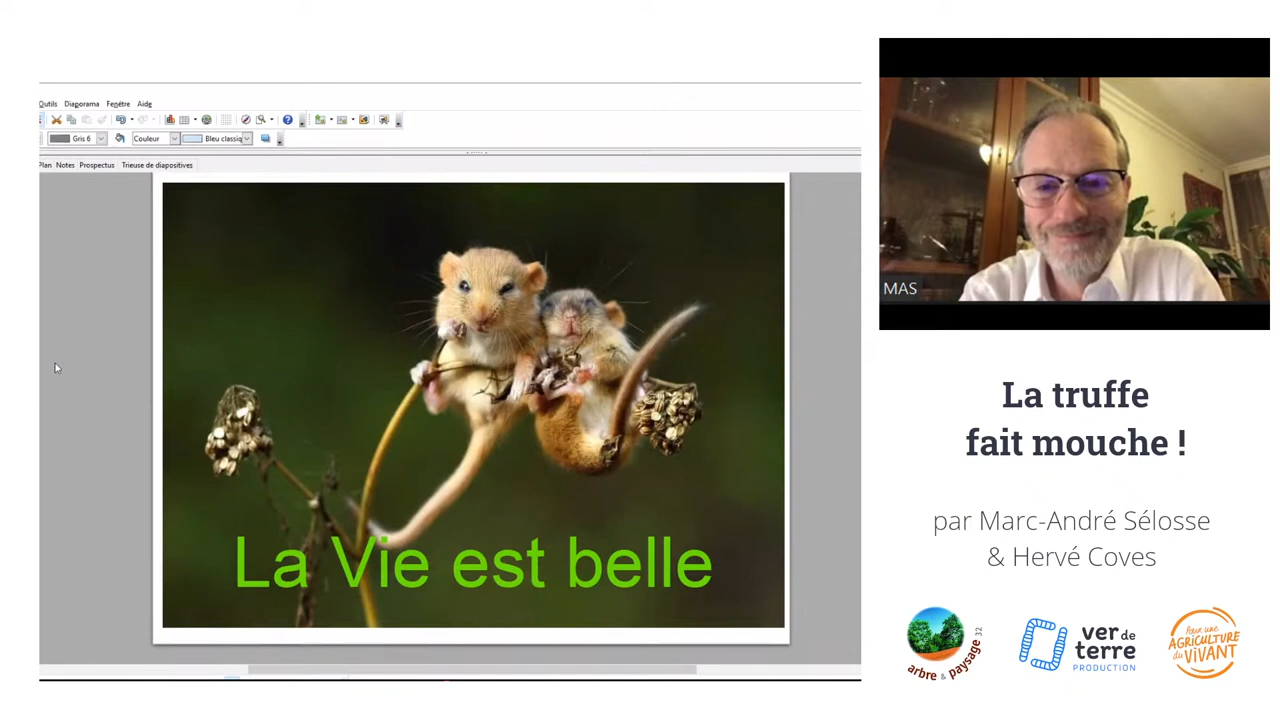 Outils Diaporama Fenêtre Aide
Gris 6 Couleur Bleu classiq
Plan Notes Prospectus Trieuse de diapositives
La Vie est belle
MAS
La truffe
fait mouche !
par Marc-André Sélosse
& Hervé Coves
arbre & paysage 32
ver de
terre
PRODUCTION
Pour une
AGRICULTURE
du VIVANT